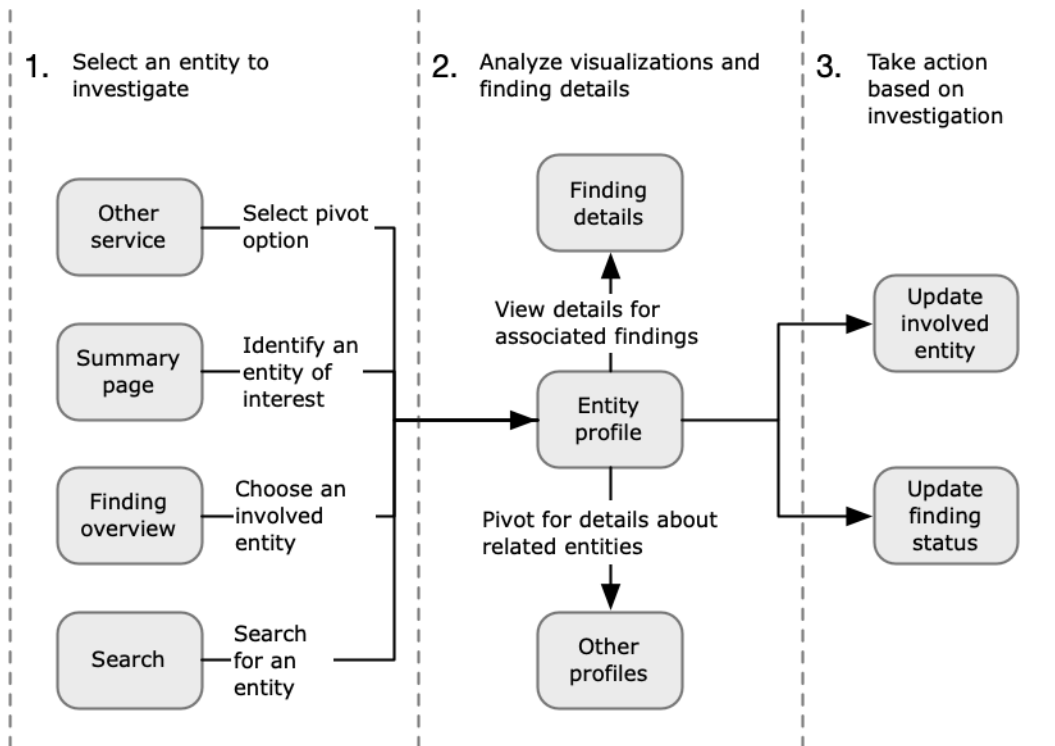 1. Select an entity to
investigate
2. Analyze visualizations and
finding details
3. Take action
based on
investigation
Other
service
Select pivot
option
Summary
page
Identify an
entity of
interest
Finding
overview
Choose an
involved
entity
Search
Search
for an
entity
Finding
details
View details for
associated findings
Entity
profile
Pivot for details about
related entities
Other
profiles
Update
involved
entity
Update
finding
status